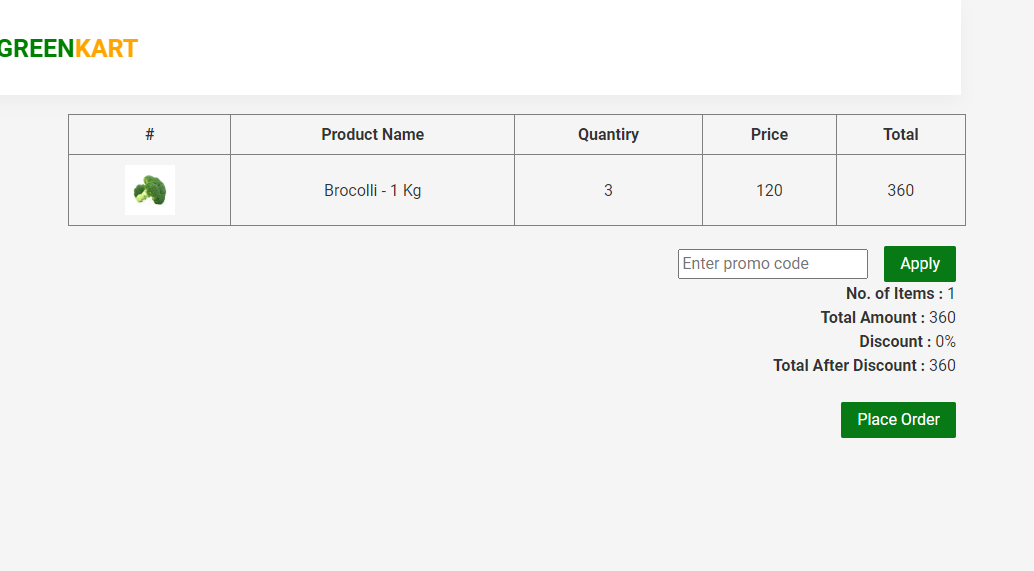 GREENKART
# Product Name Quantiry Price Total
Brocolli - 1 Kg 3 120 360
Enter promo code Apply
No. of Items : 1
Total Amount : 360
Discount : 0%
Total After Discount : 360
Place Order